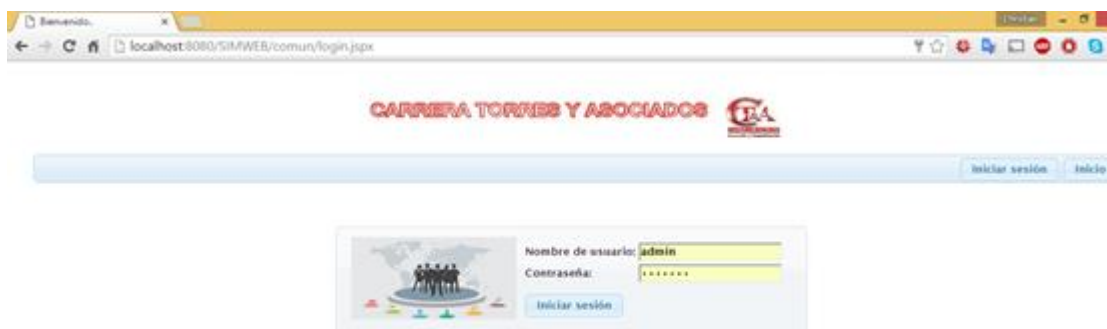 Bienvenido.
localhost:8080/SIMWEB/comun/login.jspx
CARRERA TORRES Y ASOCIADOS
Iniciar sesión Inicio
Nombre de usuario: admin
Contraseña: •••••••
Iniciar sesión